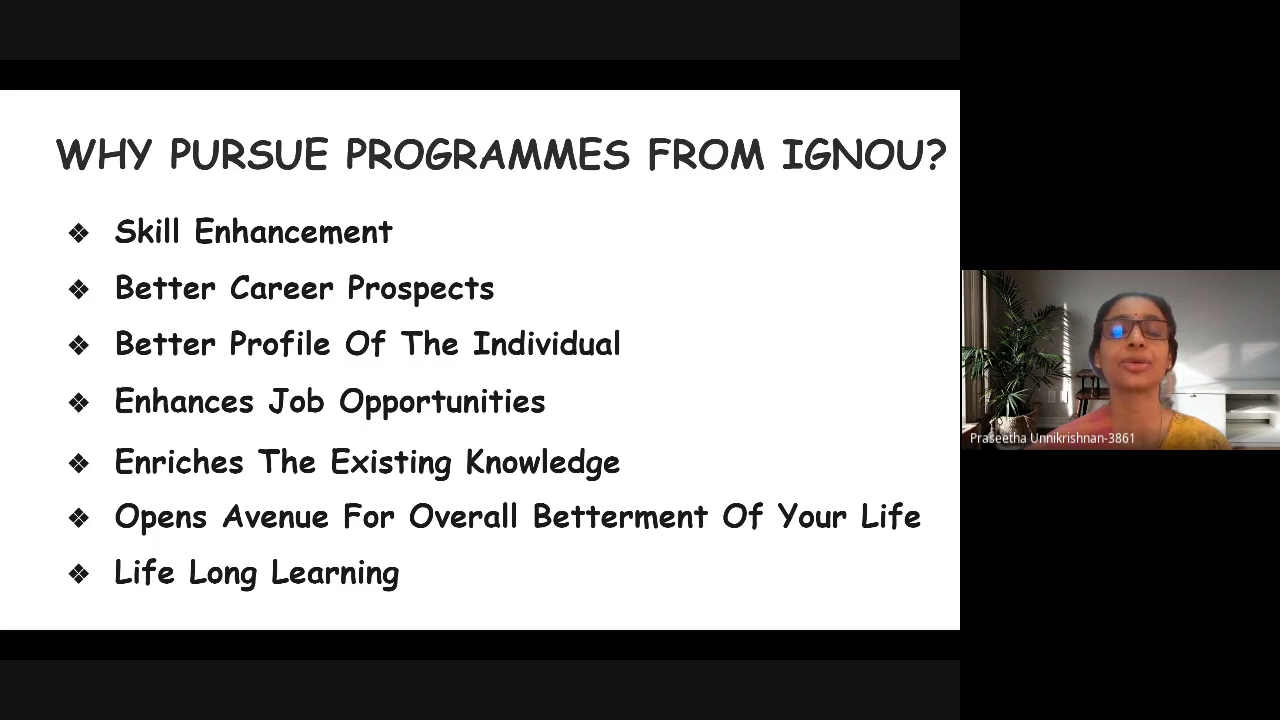 WHY PURSUE PROGRAMMES FROM IGNOU?
❖ Skill Enhancement
❖ Better Career Prospects
❖ Better Profile Of The Individual
❖ Enhances Job Opportunities
❖ Enriches The Existing Knowledge
❖ Opens Avenue For Overall Betterment Of Your Life
❖ Life Long Learning
Praseetha Unnikrishnan-3861